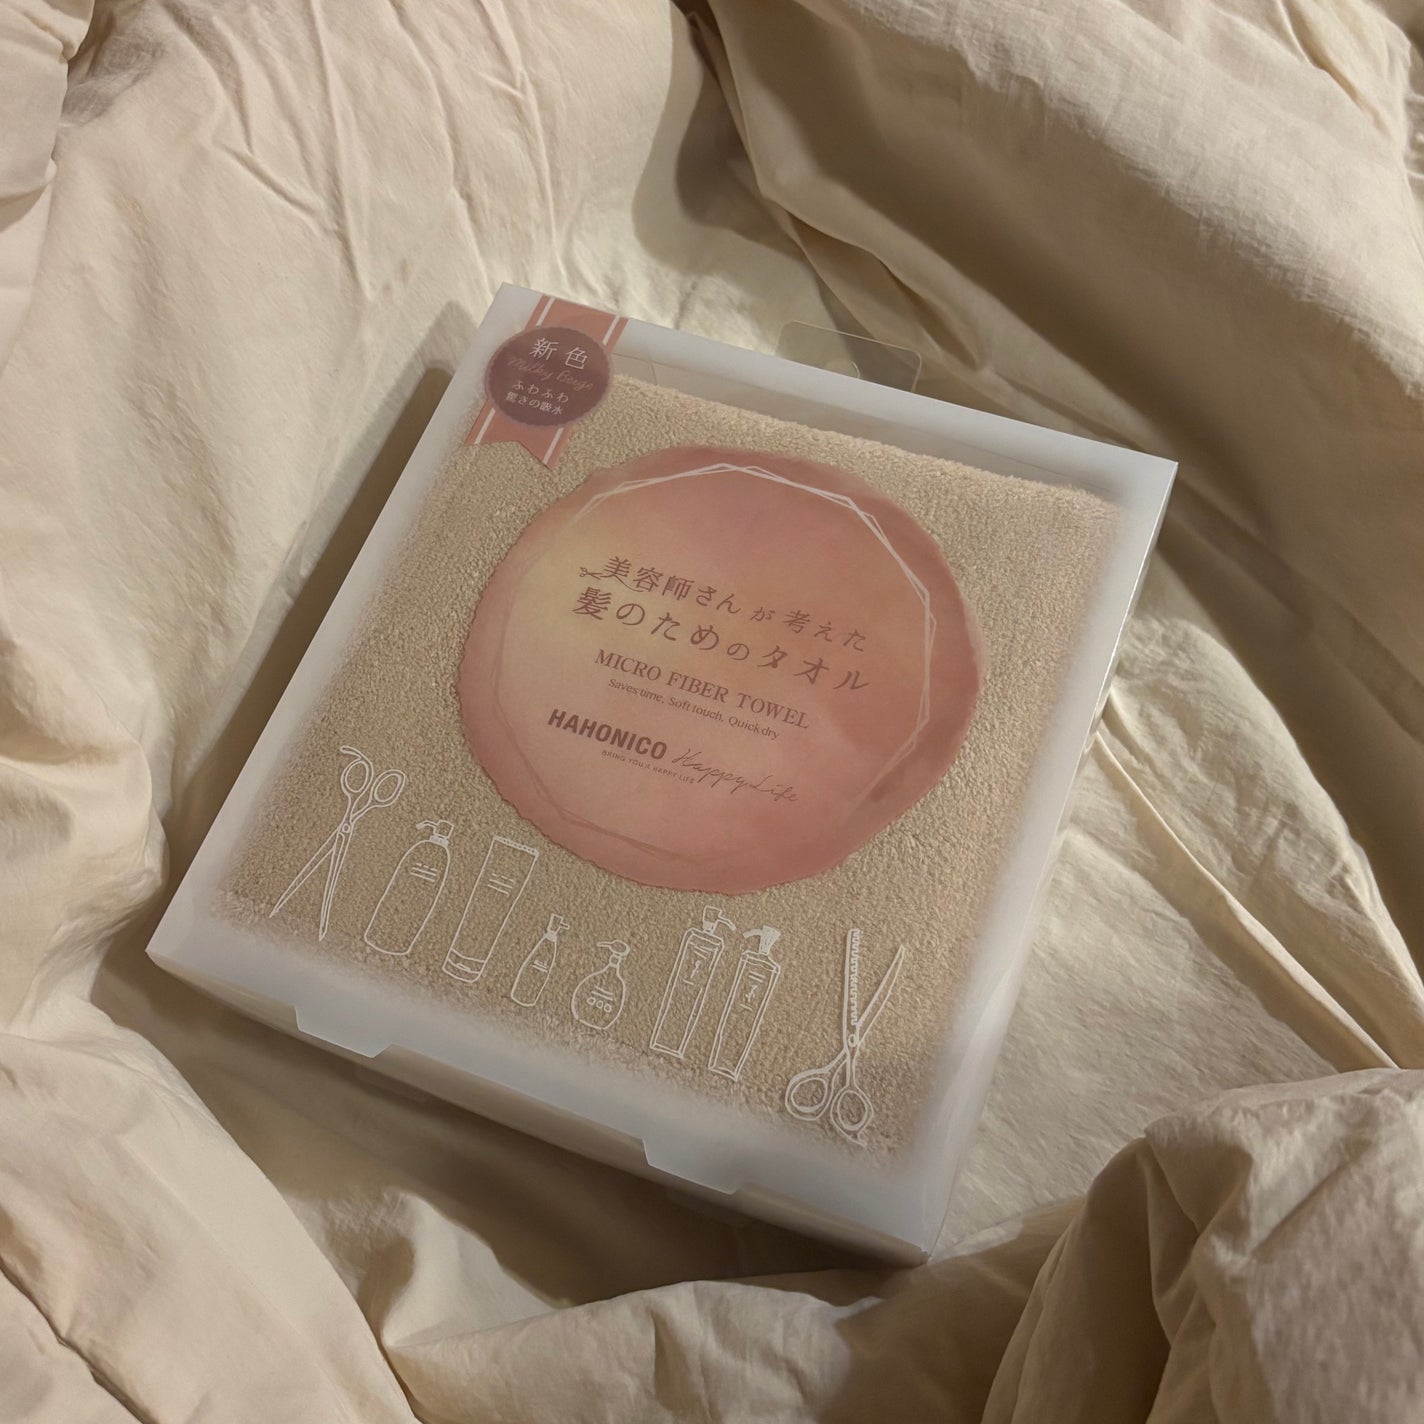 新色
Milky Beige
ふわふわ
驚きの吸水
美容師さんが考えた
髪のためのタオル
MICRO FIBER TOWEL
Saves time, Soft touch, Quick dry
HAHONICO Happy Life
BRING YOU A HAPPY LIFE